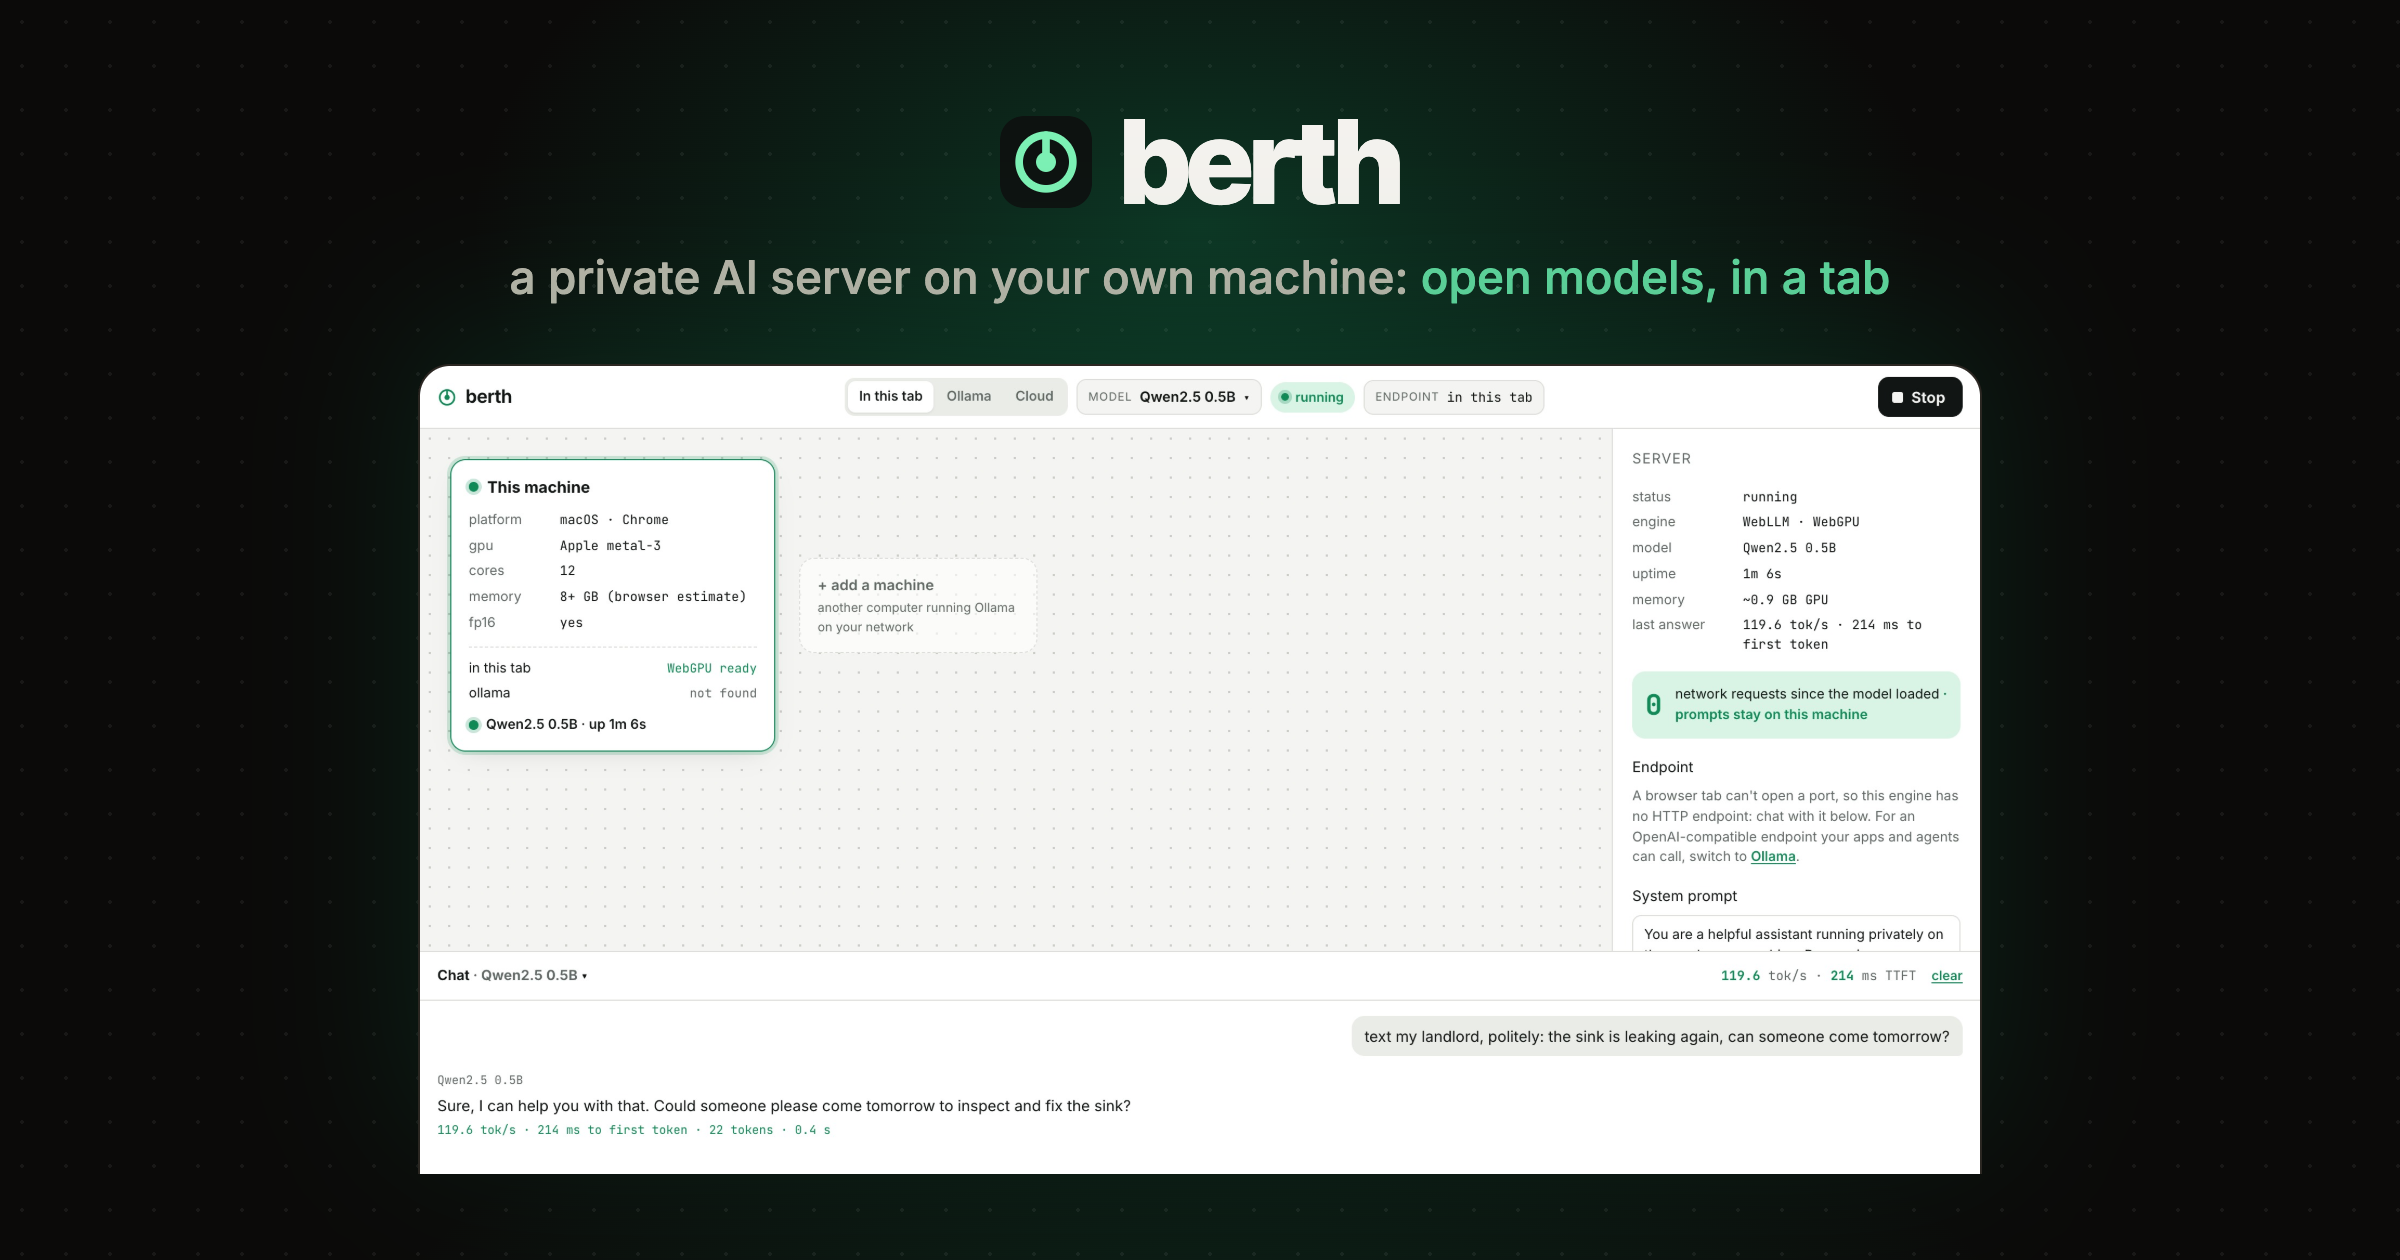 berth
a private AI server on your own machine: open models, in a tab
berth
In this tab Ollama Cloud MODEL Qwen2.5 0.5B ▾ running ENDPOINT in this tab Stop
This machine
platform macOS · Chrome
gpu Apple metal-3
cores 12
memory 8+ GB (browser estimate)
fp16 yes
in this tab WebGPU ready
ollama not found
Qwen2.5 0.5B · up 1m 6s
+ add a machine
another computer running Ollama
on your network
SERVER
status running
engine WebLLM · WebGPU
model Qwen2.5 0.5B
uptime 1m 6s
memory ~0.9 GB GPU
last answer 119.6 tok/s · 214 ms to
first token
0 network requests since the model loaded ·
prompts stay on this machine
Endpoint
A browser tab can't open a port, so this engine has
no HTTP endpoint: chat with it below. For an
OpenAI-compatible endpoint your apps and agents
can call, switch to Ollama.
System prompt
You are a helpful assistant running privately on
Chat · Qwen2.5 0.5B ▾ 119.6 tok/s · 214 ms TTFT clear
text my landlord, politely: the sink is leaking again, can someone come tomorrow?
Qwen2.5 0.5B
Sure, I can help you with that. Could someone please come tomorrow to inspect and fix the sink?
119.6 tok/s · 214 ms to first token · 22 tokens · 0.4 s